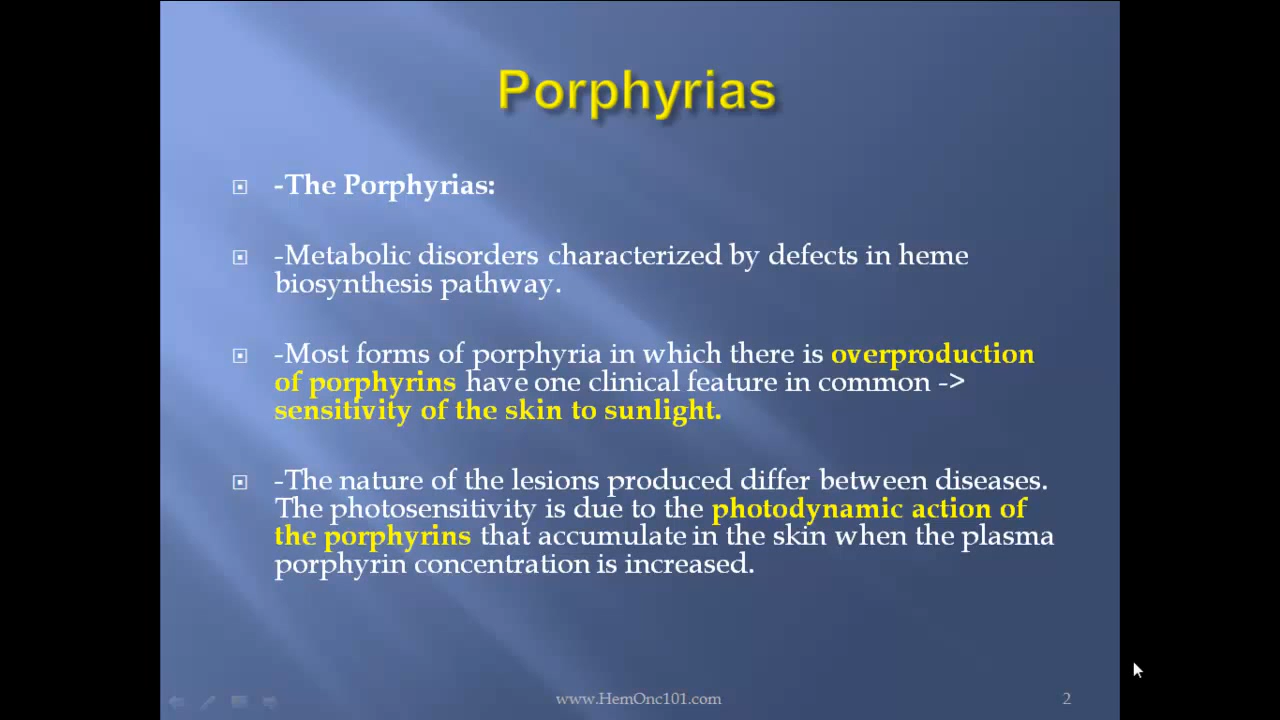 Porphyrias
-The Porphyrias:
-Metabolic disorders characterized by defects in heme
biosynthesis pathway.
-Most forms of porphyria in which there is overproduction
of porphyrins have one clinical feature in common ->
sensitivity of the skin to sunlight.
-The nature of the lesions produced differ between diseases.
The photosensitivity is due to the photodynamic action of
the porphyrins that accumulate in the skin when the plasma
porphyrin concentration is increased.
www.HemOnc101.com 2